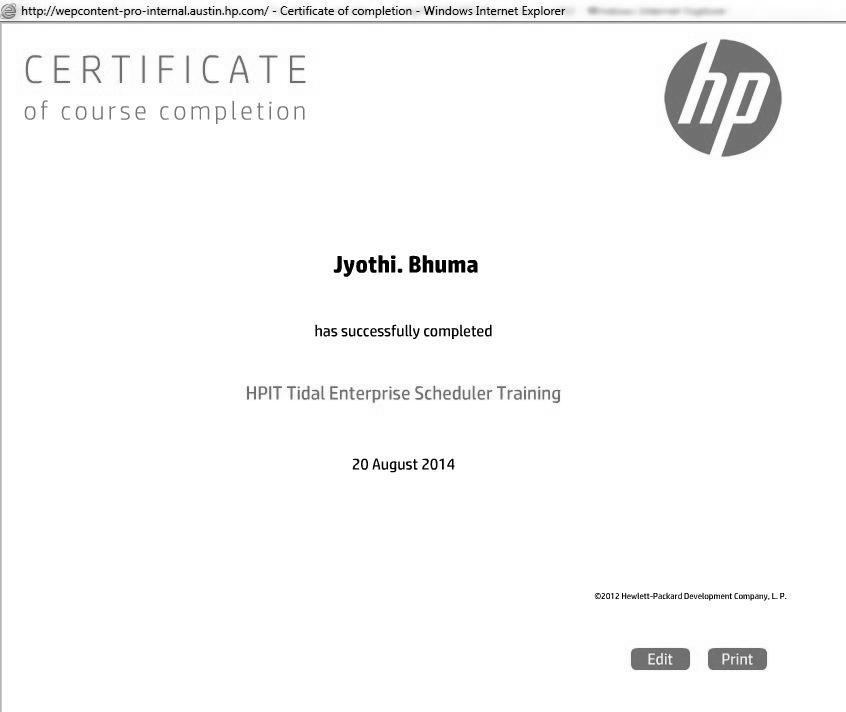 http://wepcontent-pro-internal.austin.hp.com/ - Certificate of completion - Windows Internet Explorer
CERTIFICATE
of course completion
hp
Jyothi. Bhuma
has successfully completed
HPIT Tidal Enterprise Scheduler Training
20 August 2014
©2012 Hewlett-Packard Development Company, L. P.
Edit Print